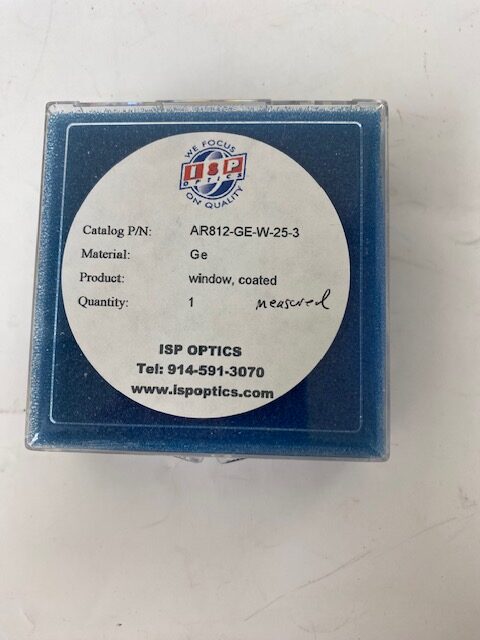 WE FOCUS
ISP
OPTICS
ON QUALITY
Catalog P/N: AR812-GE-W-25-3
Material: Ge
Product: window, coated
Quantity: 1 measured
ISP OPTICS
Tel: 914-591-3070
www.ispoptics.com